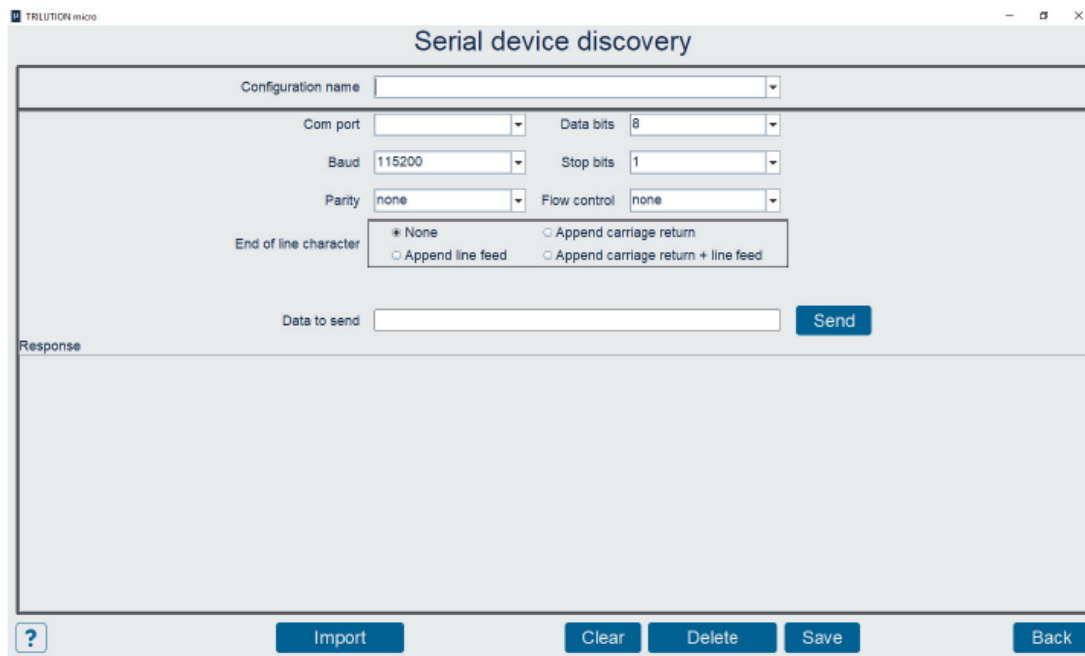 µ TRILUTION micro
Serial device discovery
Configuration name
Com port Data bits 8
Baud 115200 Stop bits 1
Parity none Flow control none
End of line character
None Append carriage return
Append line feed Append carriage return + line feed
Data to send Send
Response
? Import Clear Delete Save Back